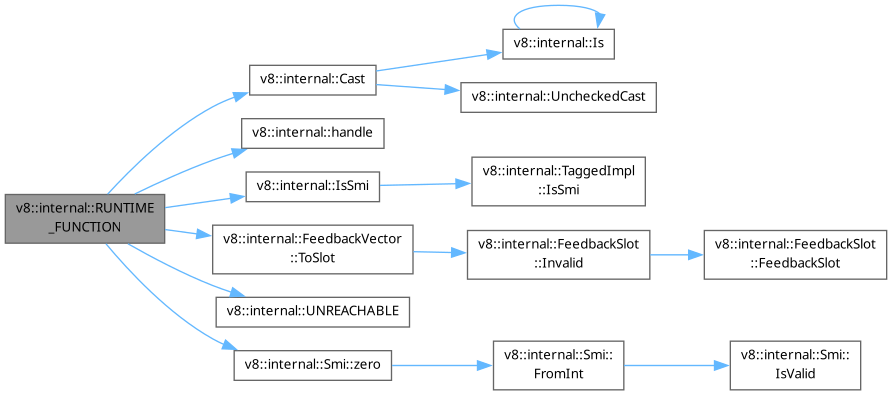 v8::internal::Is
v8::internal::Cast
v8::internal::UncheckedCast
v8::internal::handle
v8::internal::IsSmi
v8::internal::TaggedImpl
::IsSmi
v8::internal::RUNTIME
_FUNCTION
v8::internal::FeedbackVector
::ToSlot
v8::internal::FeedbackSlot
::Invalid
v8::internal::FeedbackSlot
::FeedbackSlot
v8::internal::UNREACHABLE
v8::internal::Smi::zero
v8::internal::Smi::
FromInt
v8::internal::Smi::
IsValid